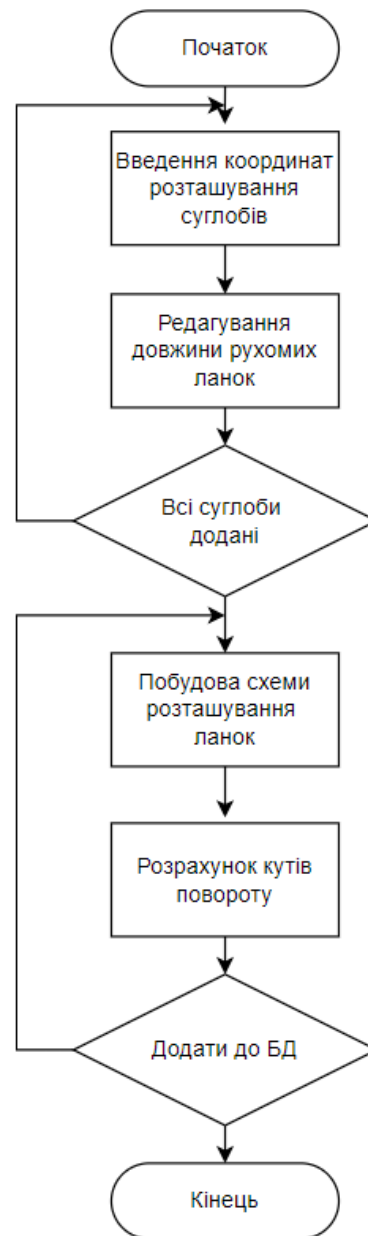 Початок
Введення координат
розташування
суглобів
Редагування
довжини рухомих
ланок
Всі суглоби
додані
Побудова схеми
розташування
ланок
Розрахунок кутів
повороту
Додати до БД
Кінець